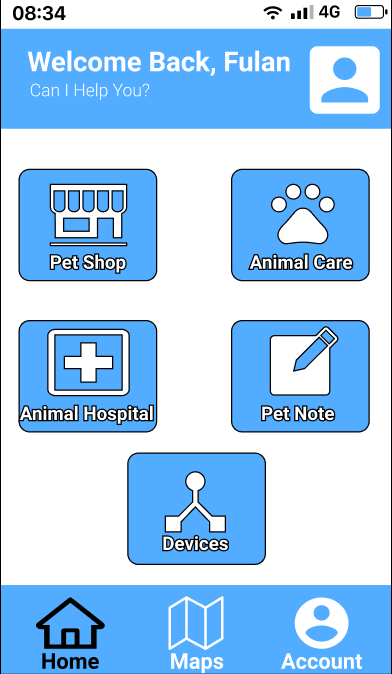 08:34
4G
Welcome Back, Fulan
Can I Help You?
Pet Shop
Animal Care
Animal Hospital
Pet Note
Devices
Home
Maps
Account